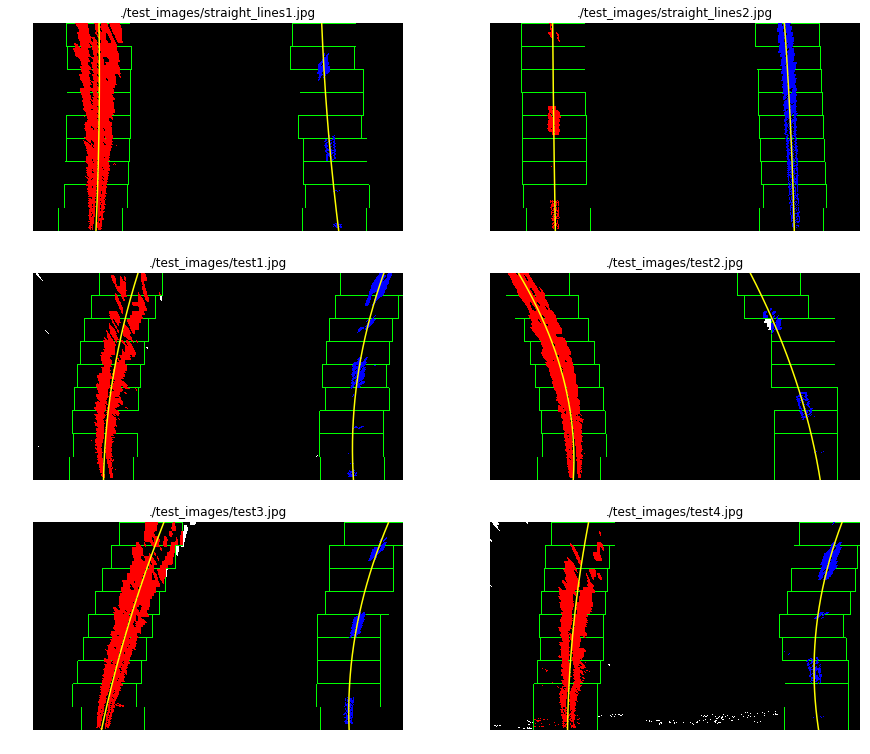 ./test_images/straight_lines1.jpg
./test_images/straight_lines2.jpg
./test_images/test1.jpg
./test_images/test2.jpg
./test_images/test3.jpg
./test_images/test4.jpg